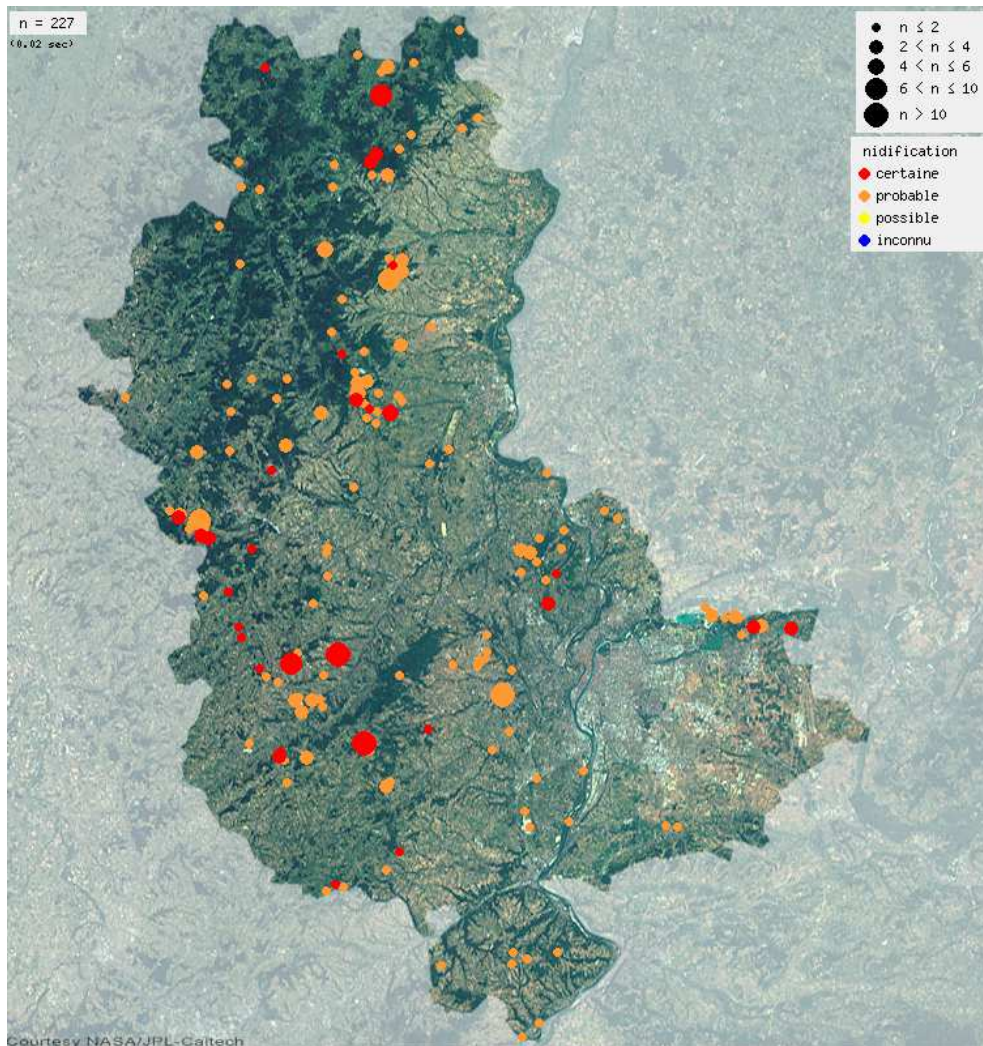 n = 227
(0.02 sec)
n ≤ 2
2 < n ≤ 4
4 < n ≤ 6
6 < n ≤ 10
n > 10
nidification
certaine
probable
possible
inconnu
Courtesy NASA/JPL-Caltech